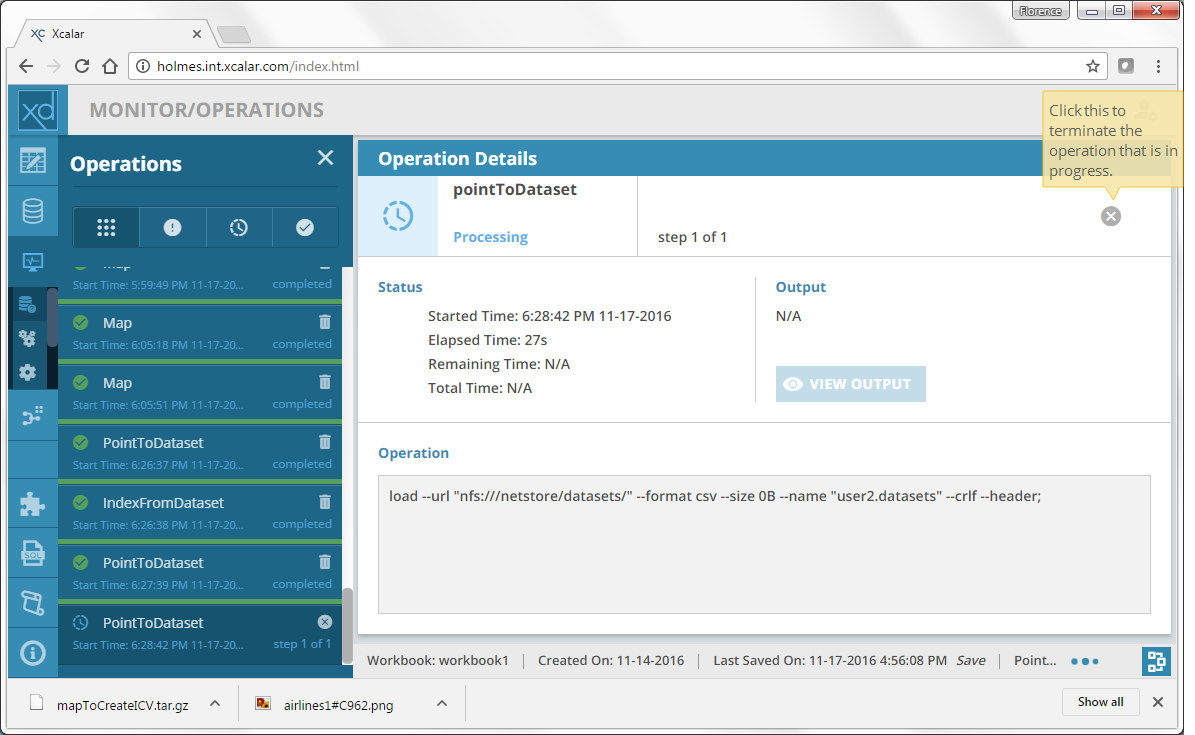 Florence
Xcalar
holmes.int.xcalar.com/index.html
xd
MONITOR/OPERATIONS
Click this to
terminate the
operation that is in
progress.
Operations
Map
Start Time: 5:59:49 PM 11-17-20...
completed
Map
Start Time: 6:05:18 PM 11-17-20...
completed
Map
Start Time: 6:05:51 PM 11-17-20...
completed
PointToDataset
Start Time: 6:26:37 PM 11-17-20...
completed
IndexFromDataset
Start Time: 6:26:38 PM 11-17-20...
completed
PointToDataset
Start Time: 6:27:39 PM 11-17-20...
completed
PointToDataset
Start Time: 6:28:42 PM 11-17-20...
step 1 of 1
SQL
Operation Details
pointToDataset
Processing
step 1 of 1
Status
Started Time: 6:28:42 PM 11-17-2016
Elapsed Time: 27s
Remaining Time: N/A
Total Time: N/A
Output
N/A
VIEW OUTPUT
Operation
load --url "nfs:///netstore/datasets/" --format csv --size 0B --name "user2.datasets" --crlf --header;
Workbook: workbook1
Created On: 11-14-2016
Last Saved On: 11-17-2016 4:56:08 PM
Save
Point...
mapToCreateICV.tar.gz
airlines1#C962.png
Show all